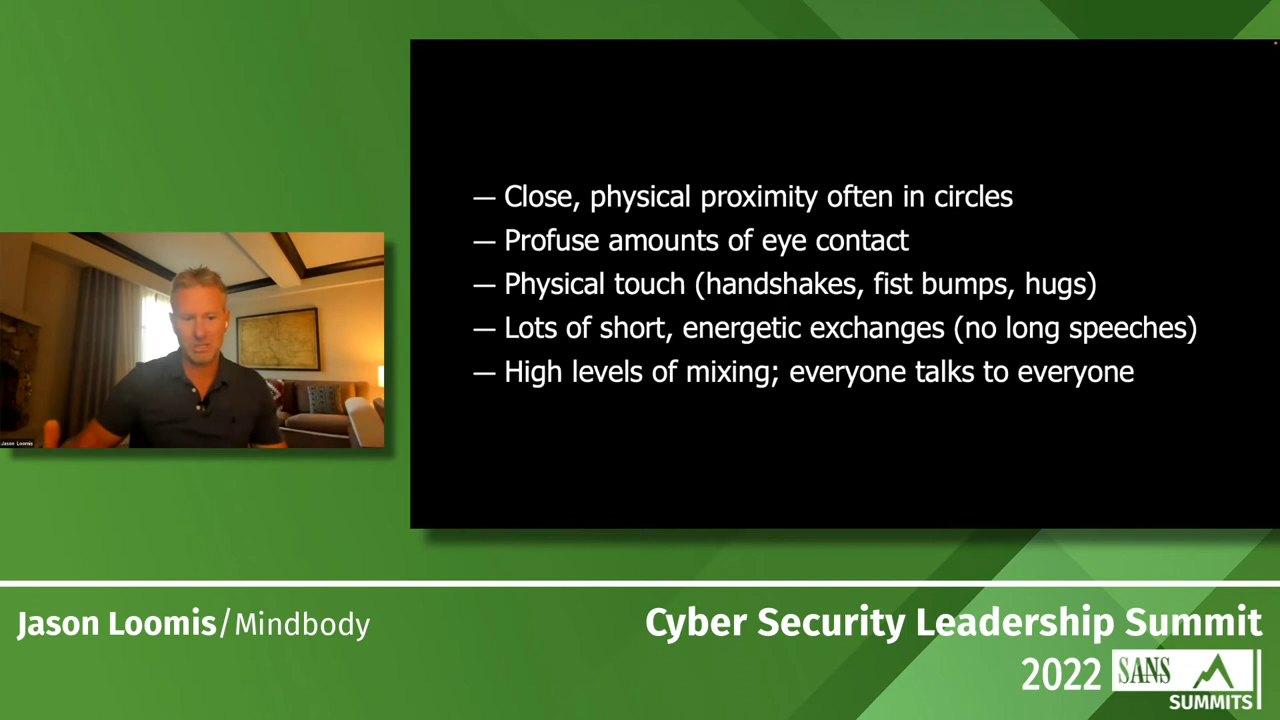 — Close, physical proximity often in circles
— Profuse amounts of eye contact
— Physical touch (handshakes, fist bumps, hugs)
— Lots of short, energetic exchanges (no long speeches)
— High levels of mixing; everyone talks to everyone
Jason Loomis
Jason Loomis/Mindbody
Cyber Security Leadership Summit
2022 SANS
SUMMITS